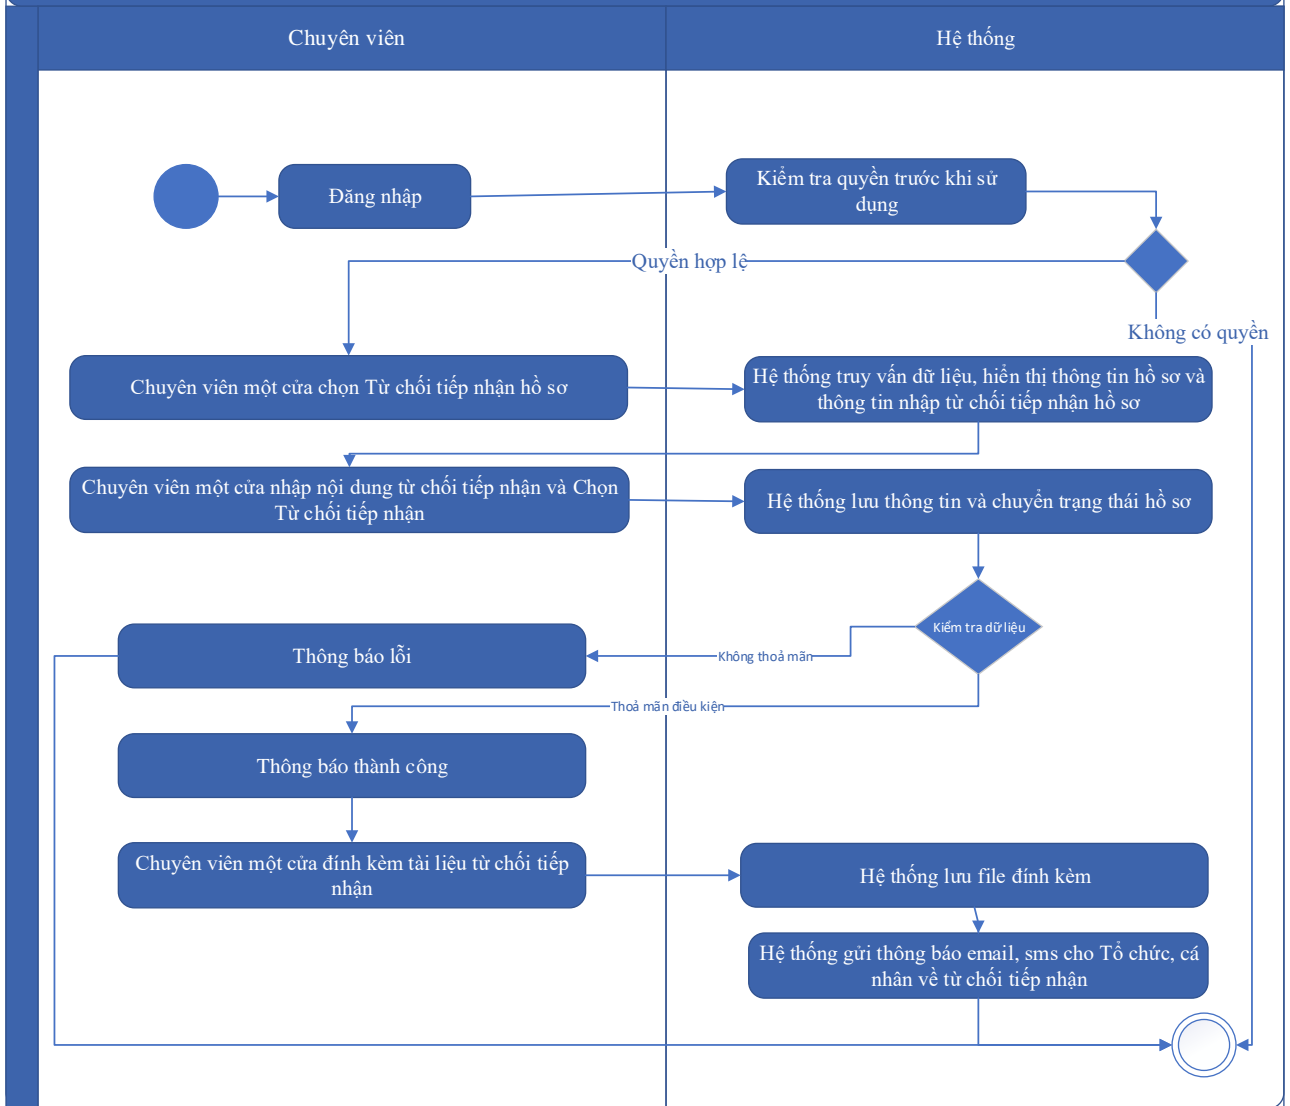 Chuyên viên
Hệ thống
Đăng nhập
Kiểm tra quyền trước khi sử
dụng
Quyền hợp lệ
Không có quyền
Chuyên viên một cửa chọn Từ chối tiếp nhận hồ sơ
Hệ thống truy vấn dữ liệu, hiển thị thông tin hồ sơ và
thông tin nhập từ chối tiếp nhận hồ sơ
Chuyên viên một cửa nhập nội dung từ chối tiếp nhận và Chọn
Từ chối tiếp nhận
Hệ thống lưu thông tin và chuyển trạng thái hồ sơ
Kiểm tra dữ liệu
Không thoả mãn
Thông báo lỗi
Thoả mãn điều kiện
Thông báo thành công
Chuyên viên một cửa đính kèm tài liệu từ chối tiếp
nhận
Hệ thống lưu file đính kèm
Hệ thống gửi thông báo email, sms cho Tổ chức, cá
nhân về từ chối tiếp nhận